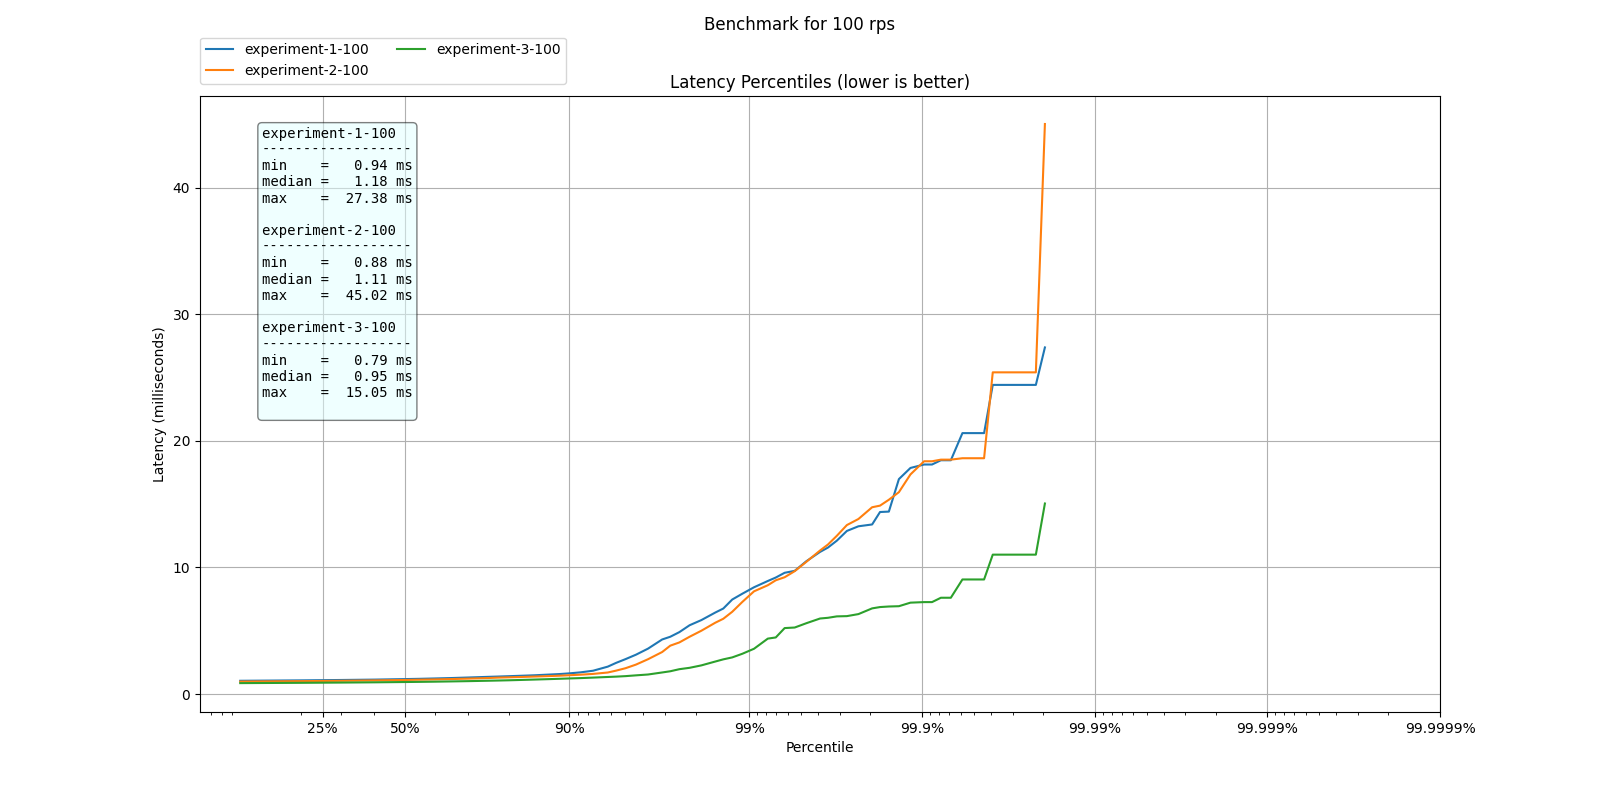 Benchmark for 100 rps
experiment-1-100
experiment-2-100
experiment-3-100
Latency Percentiles (lower is better)
experiment-1-100
------------------
min    =   0.94 ms
median =   1.18 ms
max    =  27.38 ms
experiment-2-100
------------------
min    =   0.88 ms
median =   1.11 ms
max    =  45.02 ms
experiment-3-100
------------------
min    =   0.79 ms
median =   0.95 ms
max    =  15.05 ms
Latency (milliseconds)
40
30
20
10
0
25% 50% 90% 99% 99.9% 99.99% 99.999% 99.9999%
Percentile